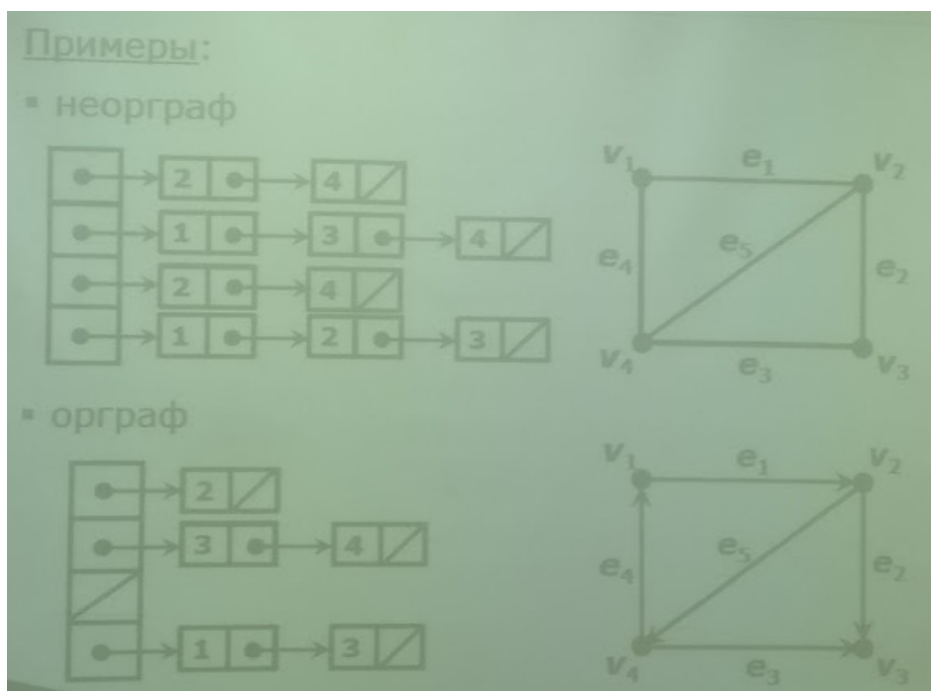 Примеры:
▪ неорграф
2 4
1 3 4
2 4
1 2 3
v₁ e₁ v₂
e₄ e₅ e₂
v₄ e₃ v₃
▪ орграф
2
3 4
1 3
v₁ e₁ v₂
e₄ e₅ e₂
v₄ e₃ v₃